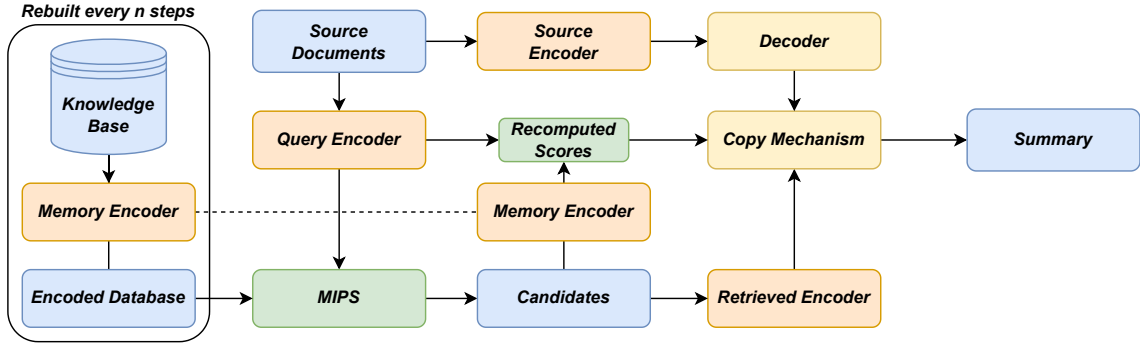 Rebuilt every n steps
Knowledge
Base
Memory Encoder
Encoded Database
Source
Documents
Source
Encoder
Decoder
Query Encoder
Recomputed
Scores
Copy Mechanism
Summary
Memory Encoder
MIPS
Candidates
Retrieved Encoder